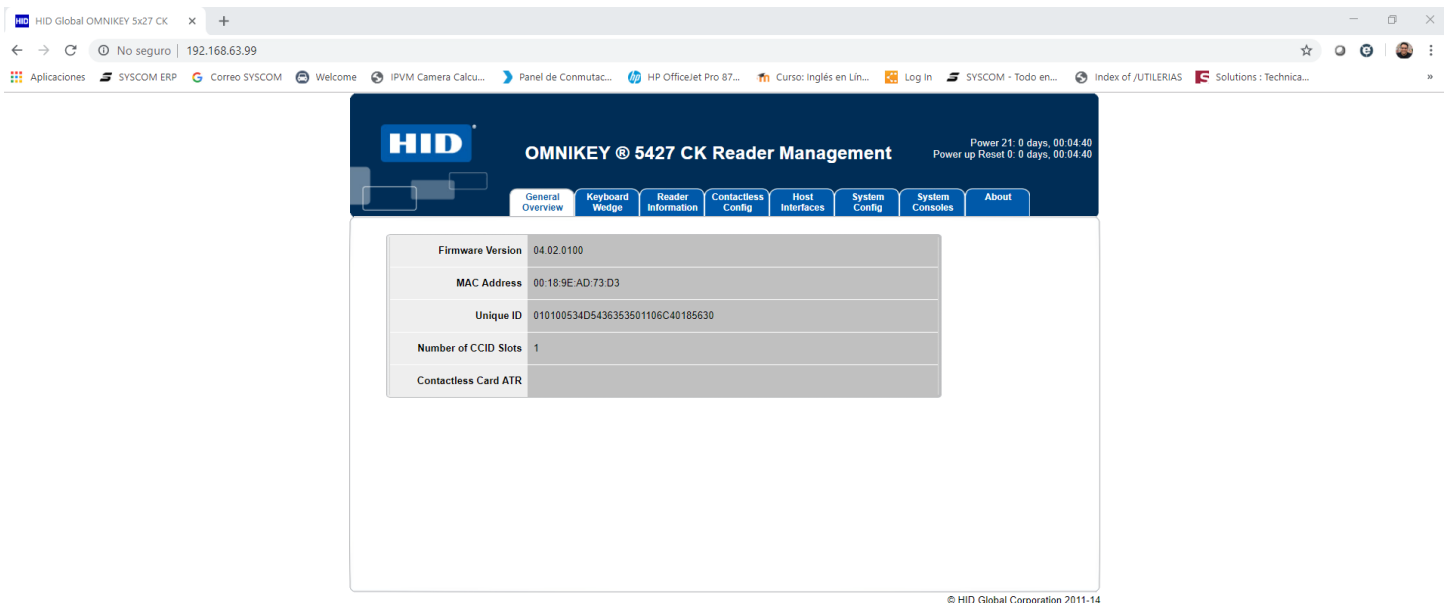 HID HID Global OMNIKEY 5x27 CK
No seguro 192.168.63.99
Aplicaciones SYSCOM ERP Correo SYSCOM Welcome IPVM Camera Calcu... Panel de Conmutac... HP OfficeJet Pro 87... Curso: Inglés en Lín... Log In SYSCOM - Todo en... Index of /UTILERIAS Solutions : Technica... »
HID
OMNIKEY ® 5427 CK Reader Management
Power 21: 0 days, 00:04:40
Power up Reset 0: 0 days, 00:04:40
General Overview
Keyboard Wedge
Reader Information
Contactless Config
Host Interfaces
System Config
System Consoles
About
Firmware Version 04.02.0100
MAC Address 00:18:9E:AD:73:D3
Unique ID 010100534D5436353501106C40185630
Number of CCID Slots 1
Contactless Card ATR
© HID Global Corporation 2011-14